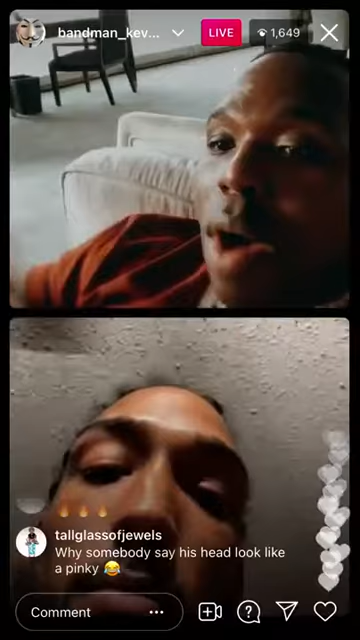 bandman_kev...
LIVE
1,649
tallglassofjewels
Why somebody say his head look like
a pinky 😂
Comment